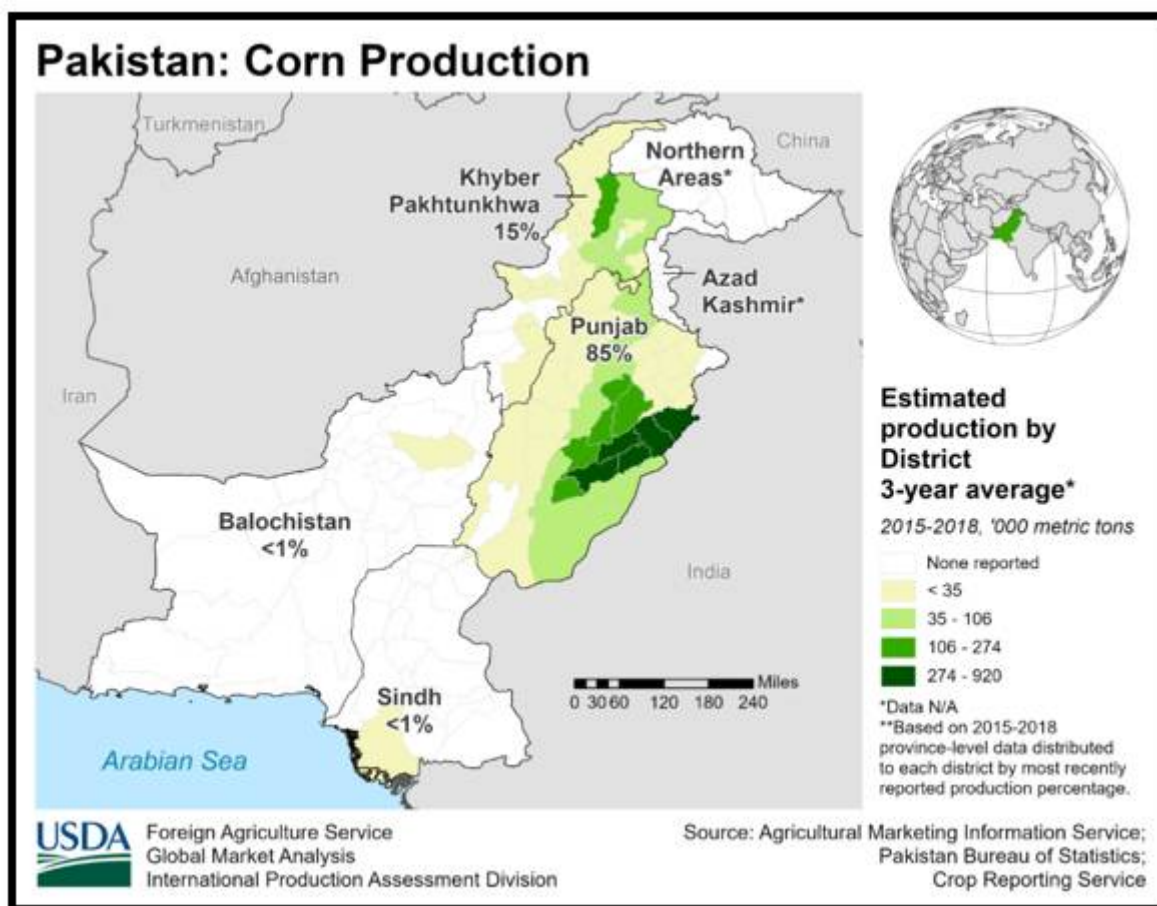 Pakistan: Corn Production
Turkmenistan
China
Northern
Areas*
Khyber
Pakhtunkhwa
15%
Afghanistan
Azad
Kashmir*
Punjab
85%
Iran
Balochistan
<1%
India
Sindh
<1%
Arabian Sea
Miles
0 30 60 120 180 240
Estimated
production by
District
3-year average*
2015-2018, '000 metric tons
None reported
< 35
35 - 106
106 - 274
274 - 920
*Data N/A
**Based on 2015-2018
province-level data distributed
to each district by most recently
reported production percentage.
USDA
Foreign Agriculture Service
Global Market Analysis
International Production Assessment Division
Source: Agricultural Marketing Information Service;
Pakistan Bureau of Statistics;
Crop Reporting Service